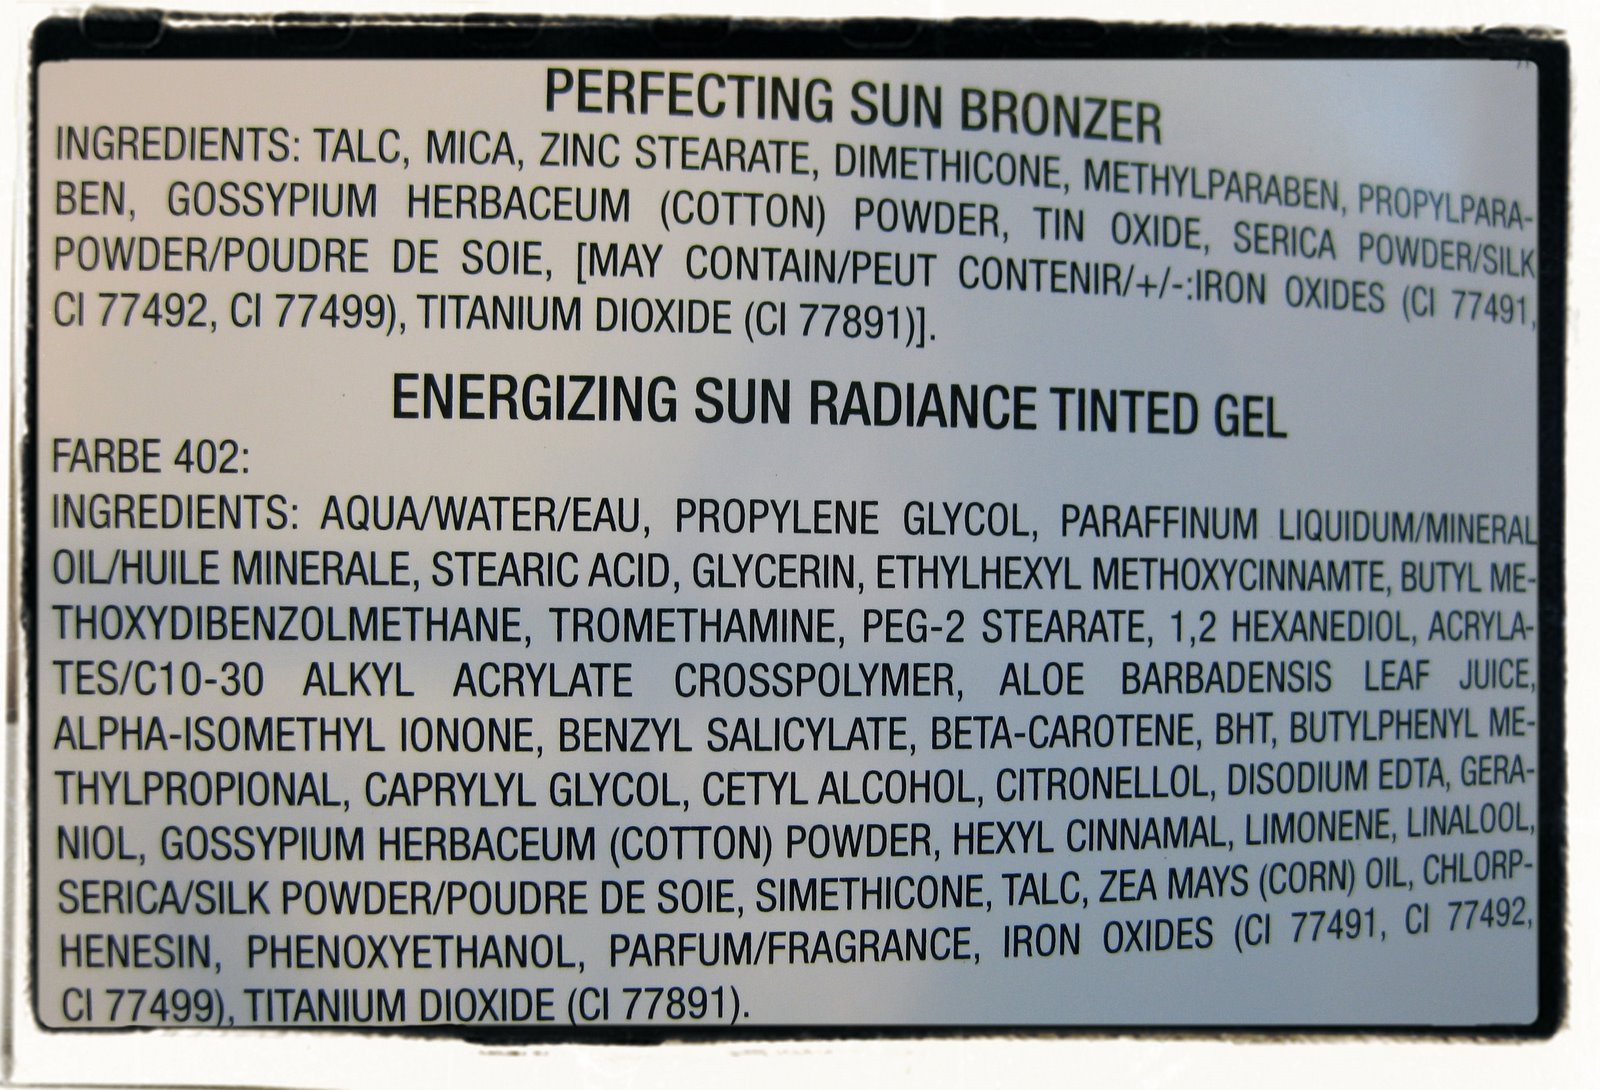 PERFECTING SUN BRONZER
INGREDIENTS: TALC, MICA, ZINC STEARATE, DIMETHICONE, METHYLPARABEN, PROPYLPARA-
BEN, GOSSYPIUM HERBACEUM (COTTON) POWDER, TIN OXIDE, SERICA POWDER/SILK
POWDER/POUDRE DE SOIE, [MAY CONTAIN/PEUT CONTENIR/+/-:IRON OXIDES (CI 77491,
CI 77492, CI 77499), TITANIUM DIOXIDE (CI 77891)].
ENERGIZING SUN RADIANCE TINTED GEL
FARBE 402:
INGREDIENTS: AQUA/WATER/EAU, PROPYLENE GLYCOL, PARAFFINUM LIQUIDUM/MINERAL
OIL/HUILE MINERALE, STEARIC ACID, GLYCERIN, ETHYLHEXYL METHOXYCINNAMTE, BUTYL ME-
THOXYDIBENZOLMETHANE, TROMETHAMINE, PEG-2 STEARATE, 1,2 HEXANEDIOL, ACRYLA-
TES/C10-30 ALKYL ACRYLATE CROSSPOLYMER, ALOE BARBADENSIS LEAF JUICE,
ALPHA-ISOMETHYL IONONE, BENZYL SALICYLATE, BETA-CAROTENE, BHT, BUTYLPHENYL ME-
THYLPROPIONAL, CAPRYLYL GLYCOL, CETYL ALCOHOL, CITRONELLOL, DISODIUM EDTA, GERA-
NIOL, GOSSYPIUM HERBACEUM (COTTON) POWDER, HEXYL CINNAMAL, LIMONENE, LINALOOL,
SERICA/SILK POWDER/POUDRE DE SOIE, SIMETHICONE, TALC, ZEA MAYS (CORN) OIL, CHLORP-
HENESIN, PHENOXYETHANOL, PARFUM/FRAGRANCE, IRON OXIDES (CI 77491, CI 77492,
CI 77499), TITANIUM DIOXIDE (CI 77891).